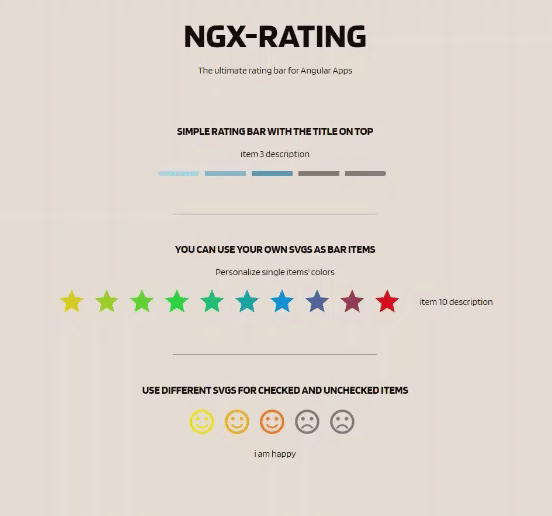 NGX-RATING
The ultimate rating bar for Angular Apps
SIMPLE RATING BAR WITH THE TITLE ON TOP
item 3 description
YOU CAN USE YOUR OWN SVGS AS BAR ITEMS
Personalize single items' colors
item 10 description
USE DIFFERENT SVGS FOR CHECKED AND UNCHECKED ITEMS
i am happy